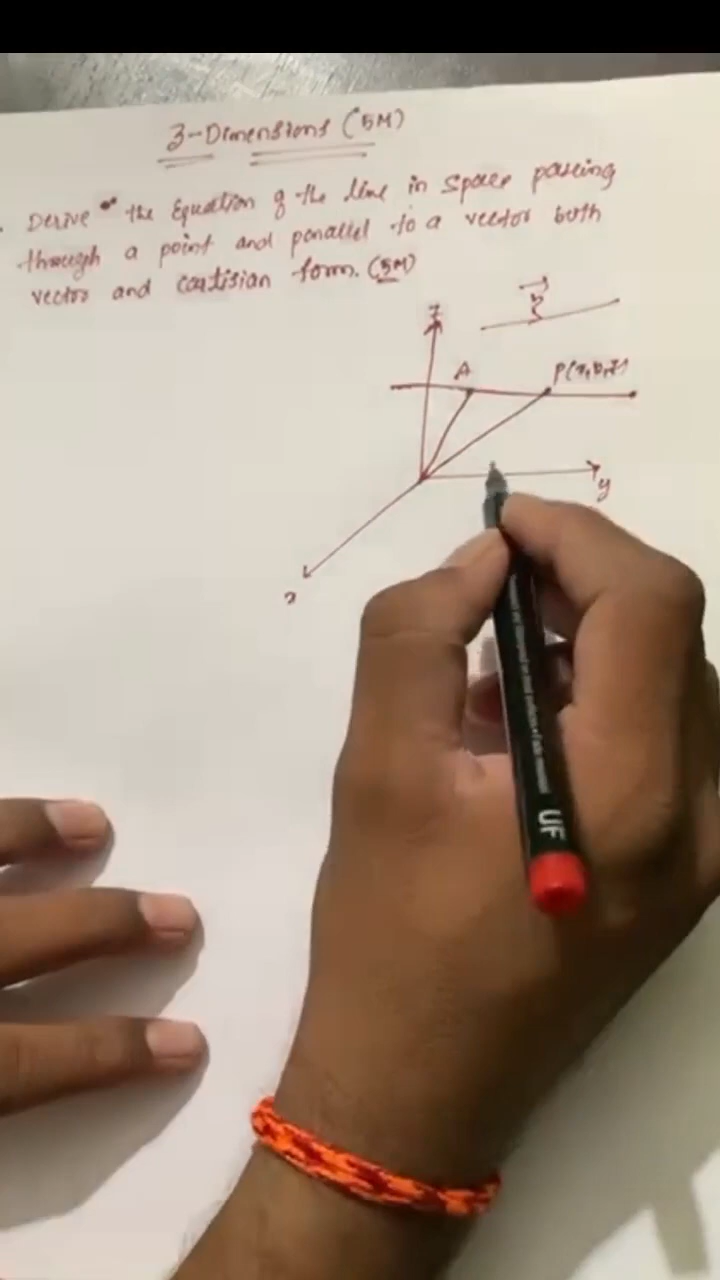 3-Dimensions (5M)
Derive the Equation of the line in space passing
through a point and parallel to a vector both
vector and cartisian form. (5M)
z
A
P(x,y,z)
y
x
UF